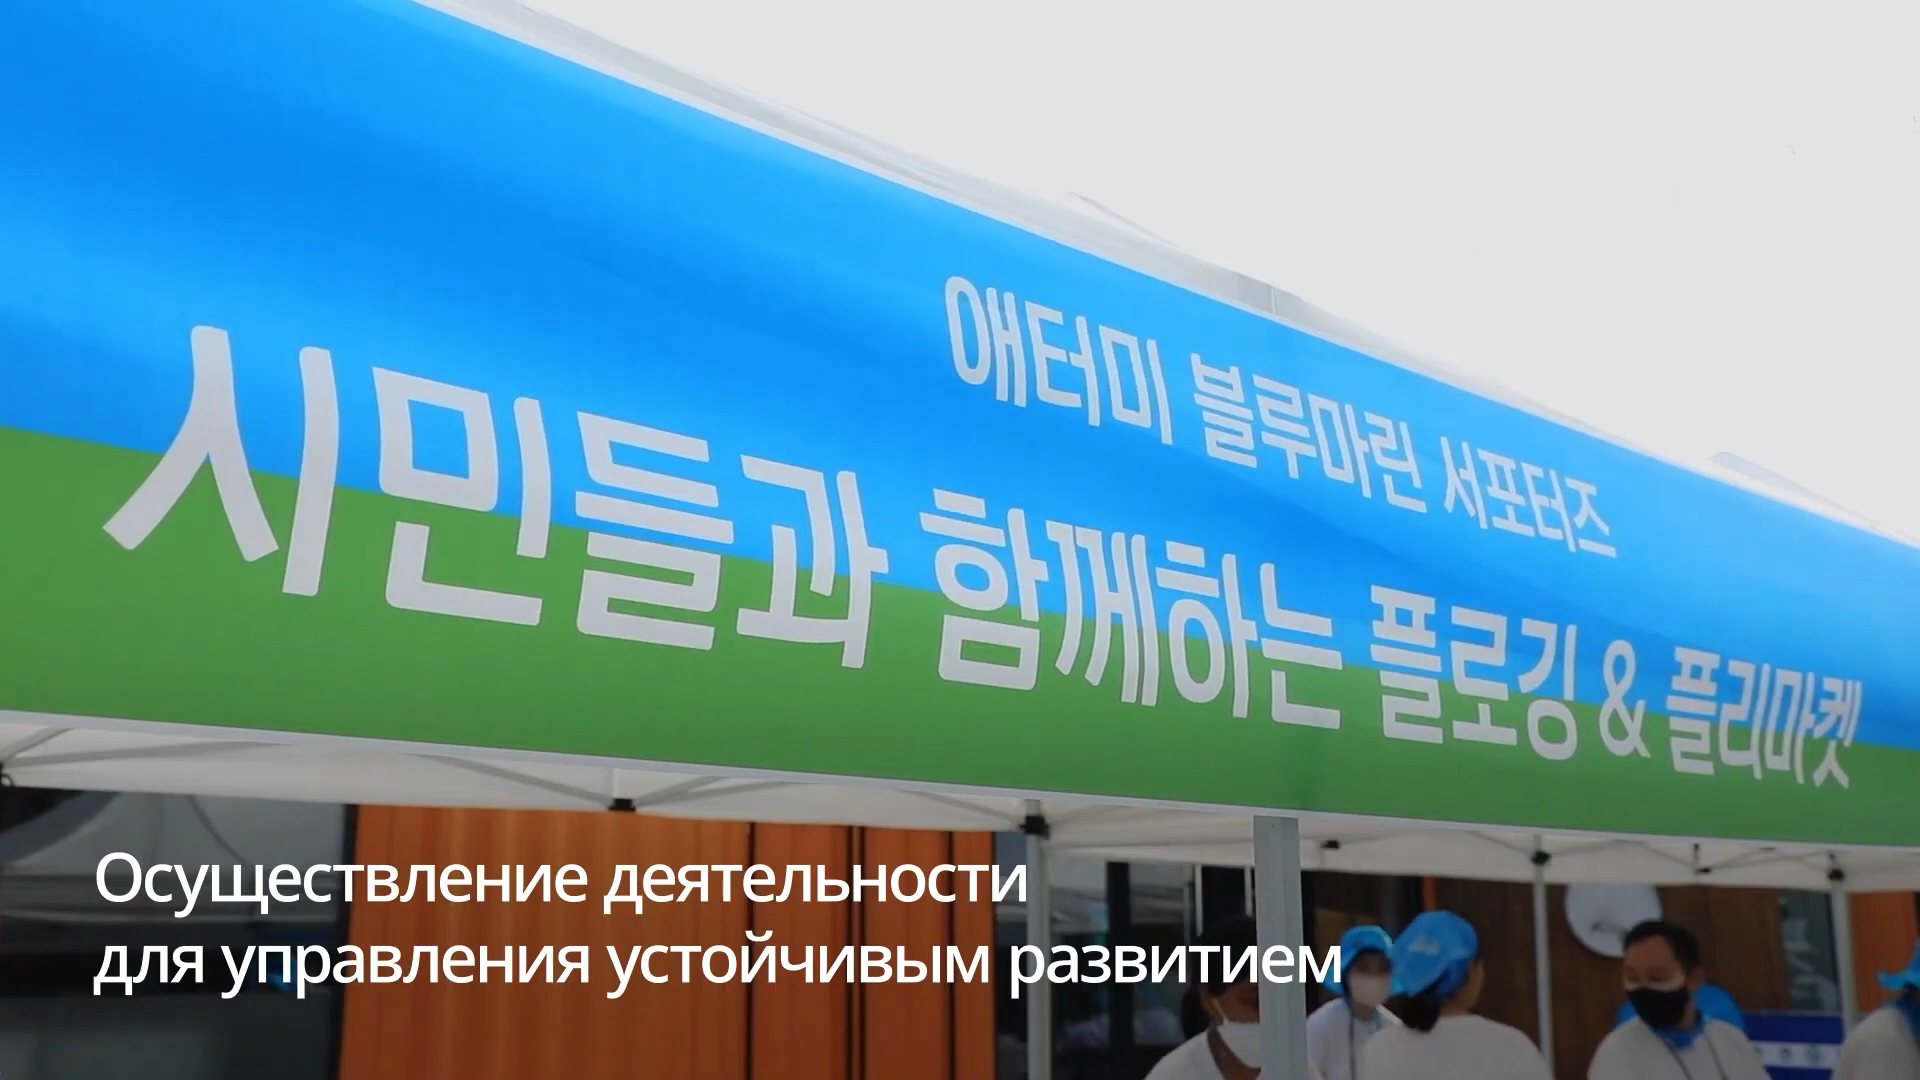 애터미 블루마린 서포터즈
시민들과 함께하는 플로깅 & 플리마켓
Осуществление деятельности
для управления устойчивым развитием